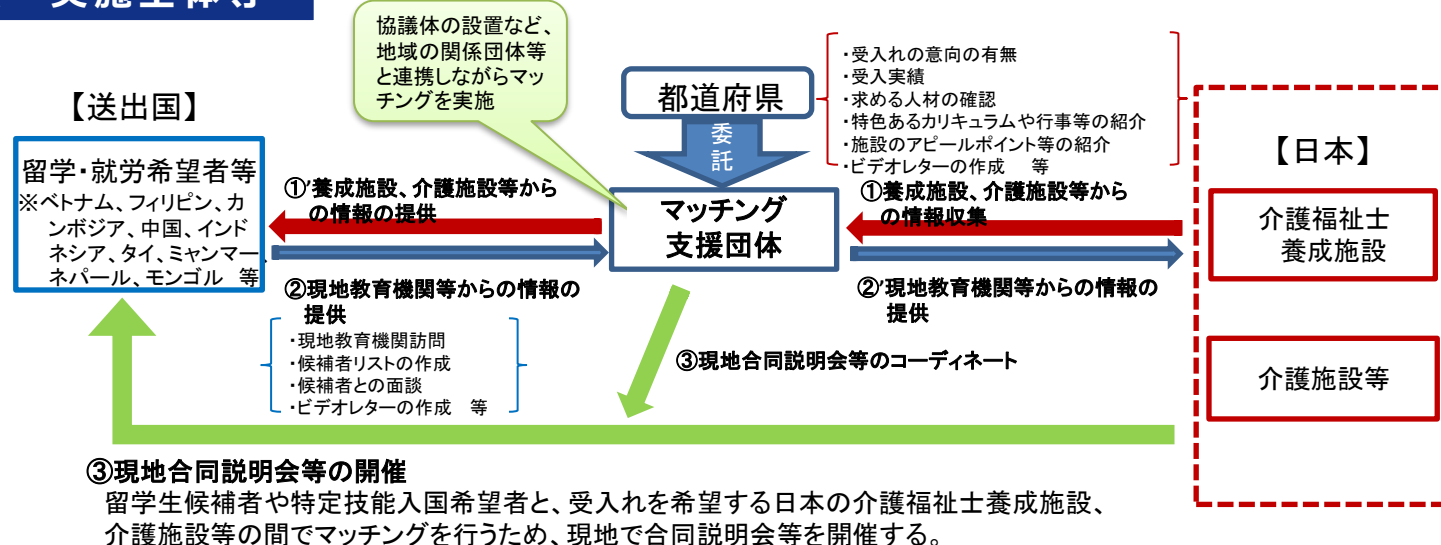 協議体の設置など、
地域の関係団体等
と連携しながらマッ
チングを実施
都道府県
委
託
・受入れの意向の有無
・受入実績
・求める人材の確認
・特色あるカリキュラムや行事等の紹介
・施設のアピールポイント等の紹介
・ビデオレターの作成　等
【送出国】
留学・就労希望者等
※ベトナム、フィリピン、カ
ンボジア、中国、インド
ネシア、タイ、ミャンマー、
ネパール、モンゴル　等
①’養成施設、介護施設等から
の情報の提供
マッチング
支援団体
①養成施設、介護施設等から
の情報収集
【日本】
介護福祉士
養成施設
②現地教育機関等からの情報の
提供
・現地教育機関訪問
・候補者リストの作成
・候補者との面談
・ビデオレターの作成　等
②’現地教育機関等からの情報の
提供
③現地合同説明会等のコーディネート
介護施設等
③現地合同説明会等の開催
留学生候補者や特定技能入国希望者と、受入れを希望する日本の介護福祉士養成施設、
介護施設等の間でマッチングを行うため、現地で合同説明会等を開催する。